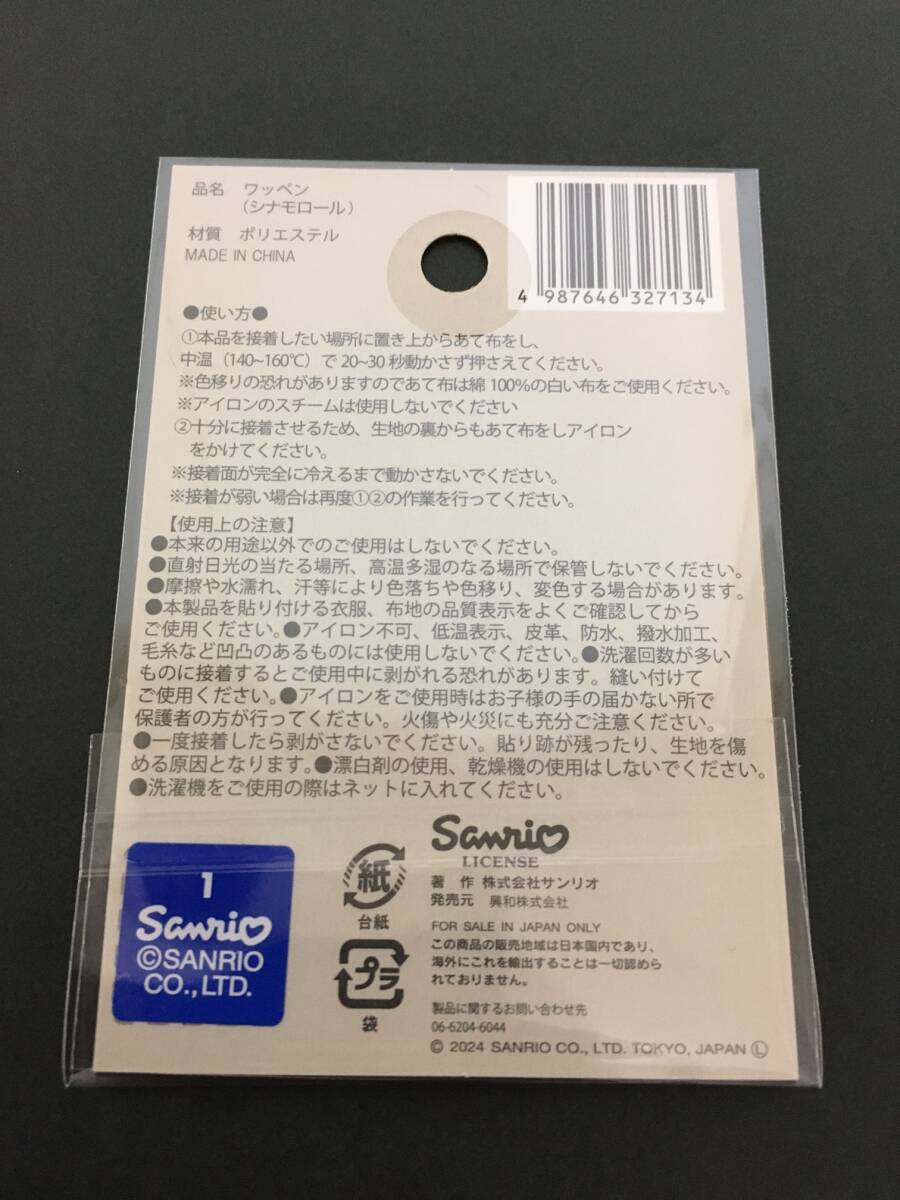 品名 ワッペン
(シナモロール)
材質 ポリエステル
MADE IN CHINA
4 987646 327134
●使い方●
①本品を接着したい場所に置き上からあて布をし、
中温(140~160℃)で20~30秒動かさず押さえてください。
※色移りの恐れがありますのであて布は綿100%の白い布をご使用ください。
※アイロンのスチームは使用しないでください
②十分に接着させるため、生地の裏からもあて布をしアイロン
をかけてください。
※接着面が完全に冷えるまで動かさないでください。
※接着が弱い場合は再度①②の作業を行ってください。
【使用上の注意】
●本来の用途以外でのご使用はしないでください。
●直射日光の当たる場所、高温多湿のなる場所で保管しないでください。
●摩擦や水濡れ、汗等により色落ちや色移り、変色する場合があります。
●本製品を貼り付ける衣服、布地の品質表示をよくご確認してから
ご使用ください。●アイロン不可、低温表示、皮革、防水、撥水加工、
毛糸など凹凸のあるものには使用しないでください。●洗濯回数が多い
ものに接着するとご使用中に剥がれる恐れがあります。縫い付けて
ご使用ください。●アイロンをご使用時はお子様の手の届かない所で
保護者の方が行ってください。火傷や火災にも充分ご注意ください。
●一度接着したら剥がさないでください。貼り跡が残ったり、生地を傷
める原因となります。●漂白剤の使用、乾燥機の使用はしないでください。
●洗濯機をご使用の際はネットに入れてください。
1
Sanrio
©SANRIO
CO.,LTD.
紙
台紙
プラ
袋
Sanrio
LICENSE
著 作 株式会社サンリオ
発売元 興和株式会社
FOR SALE IN JAPAN ONLY
この商品の販売地域は日本国内であり、
海外にこれを輸出することは一切認めら
れておりません。
製品に関するお問い合わせ先
06-6204-6044
© 2024 SANRIO CO., LTD. TOKYO, JAPAN Ⓛ